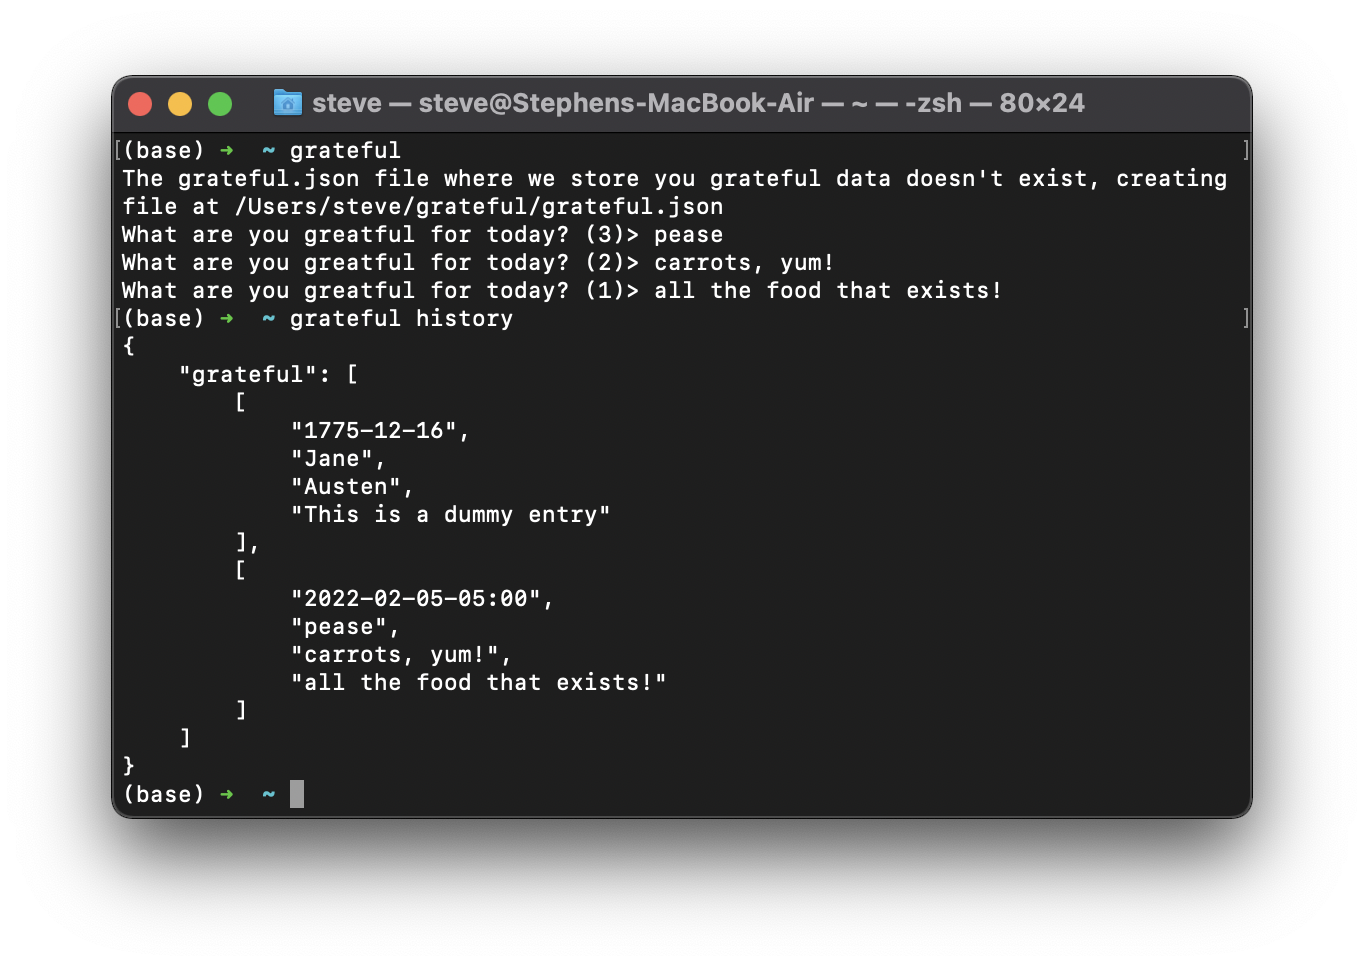 steve — steve@Stephens-MacBook-Air — ~ — -zsh — 80×24
[(base) ➜  ~ grateful ]
The grateful.json file where we store you grateful data doesn't exist, creating
file at /Users/steve/grateful/grateful.json
What are you greatful for today? (3)> pease
What are you greatful for today? (2)> carrots, yum!
What are you greatful for today? (1)> all the food that exists!
[(base) ➜  ~ grateful history ]
{
    "grateful": [
        [
            "1775-12-16",
            "Jane",
            "Austen",
            "This is a dummy entry"
        ],
        [
            "2022-02-05-05:00",
            "pease",
            "carrots, yum!",
            "all the food that exists!"
        ]
    ]
}
(base) ➜  ~